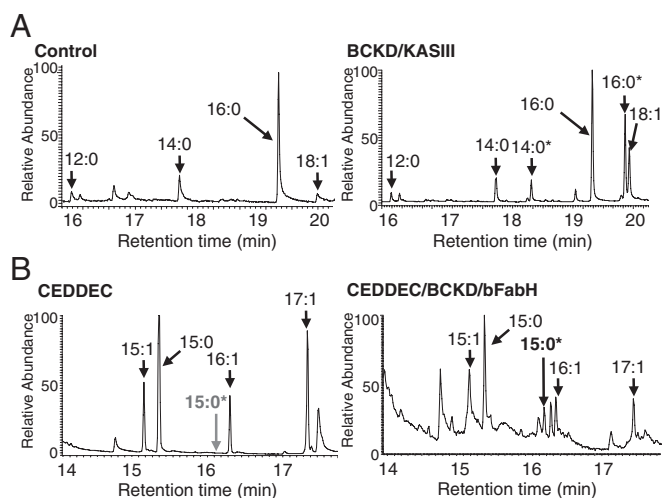 A
Control
BCKD/KASIII
100
50
0
Relative Abundance
12:0
14:0
16:0
18:1
16 17 18 19 20
Retention time (min)
100
50
0
Relative Abundance
12:0
14:0
14:0*
16:0
16:0*
18:1
16 17 18 19 20
Retention time (min)
B
CEDDEC
CEDDEC/BCKD/bFabH
100
50
0
Relative Abundance
15:1
15:0
15:0*
16:1
17:1
14 15 16 17
Retention time (min)
100
50
0
Relative Abundance
15:1
15:0
15:0*
16:1
17:1
14 15 16 17
Retention time (min)